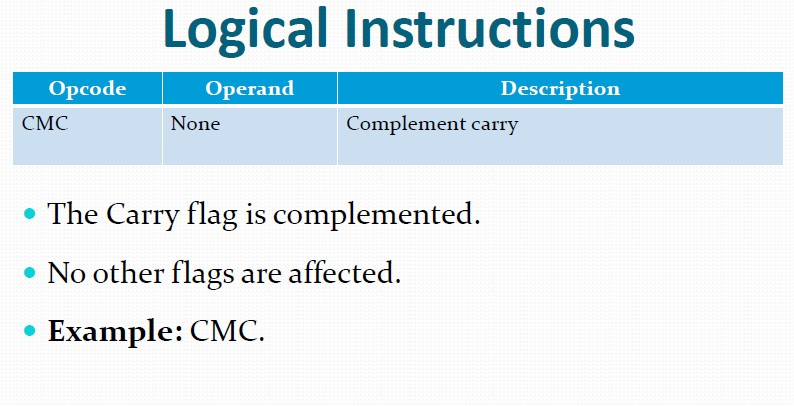 Logical Instructions
Opcode Operand Description
CMC None Complement carry
• The Carry flag is complemented.
• No other flags are affected.
• Example: CMC.